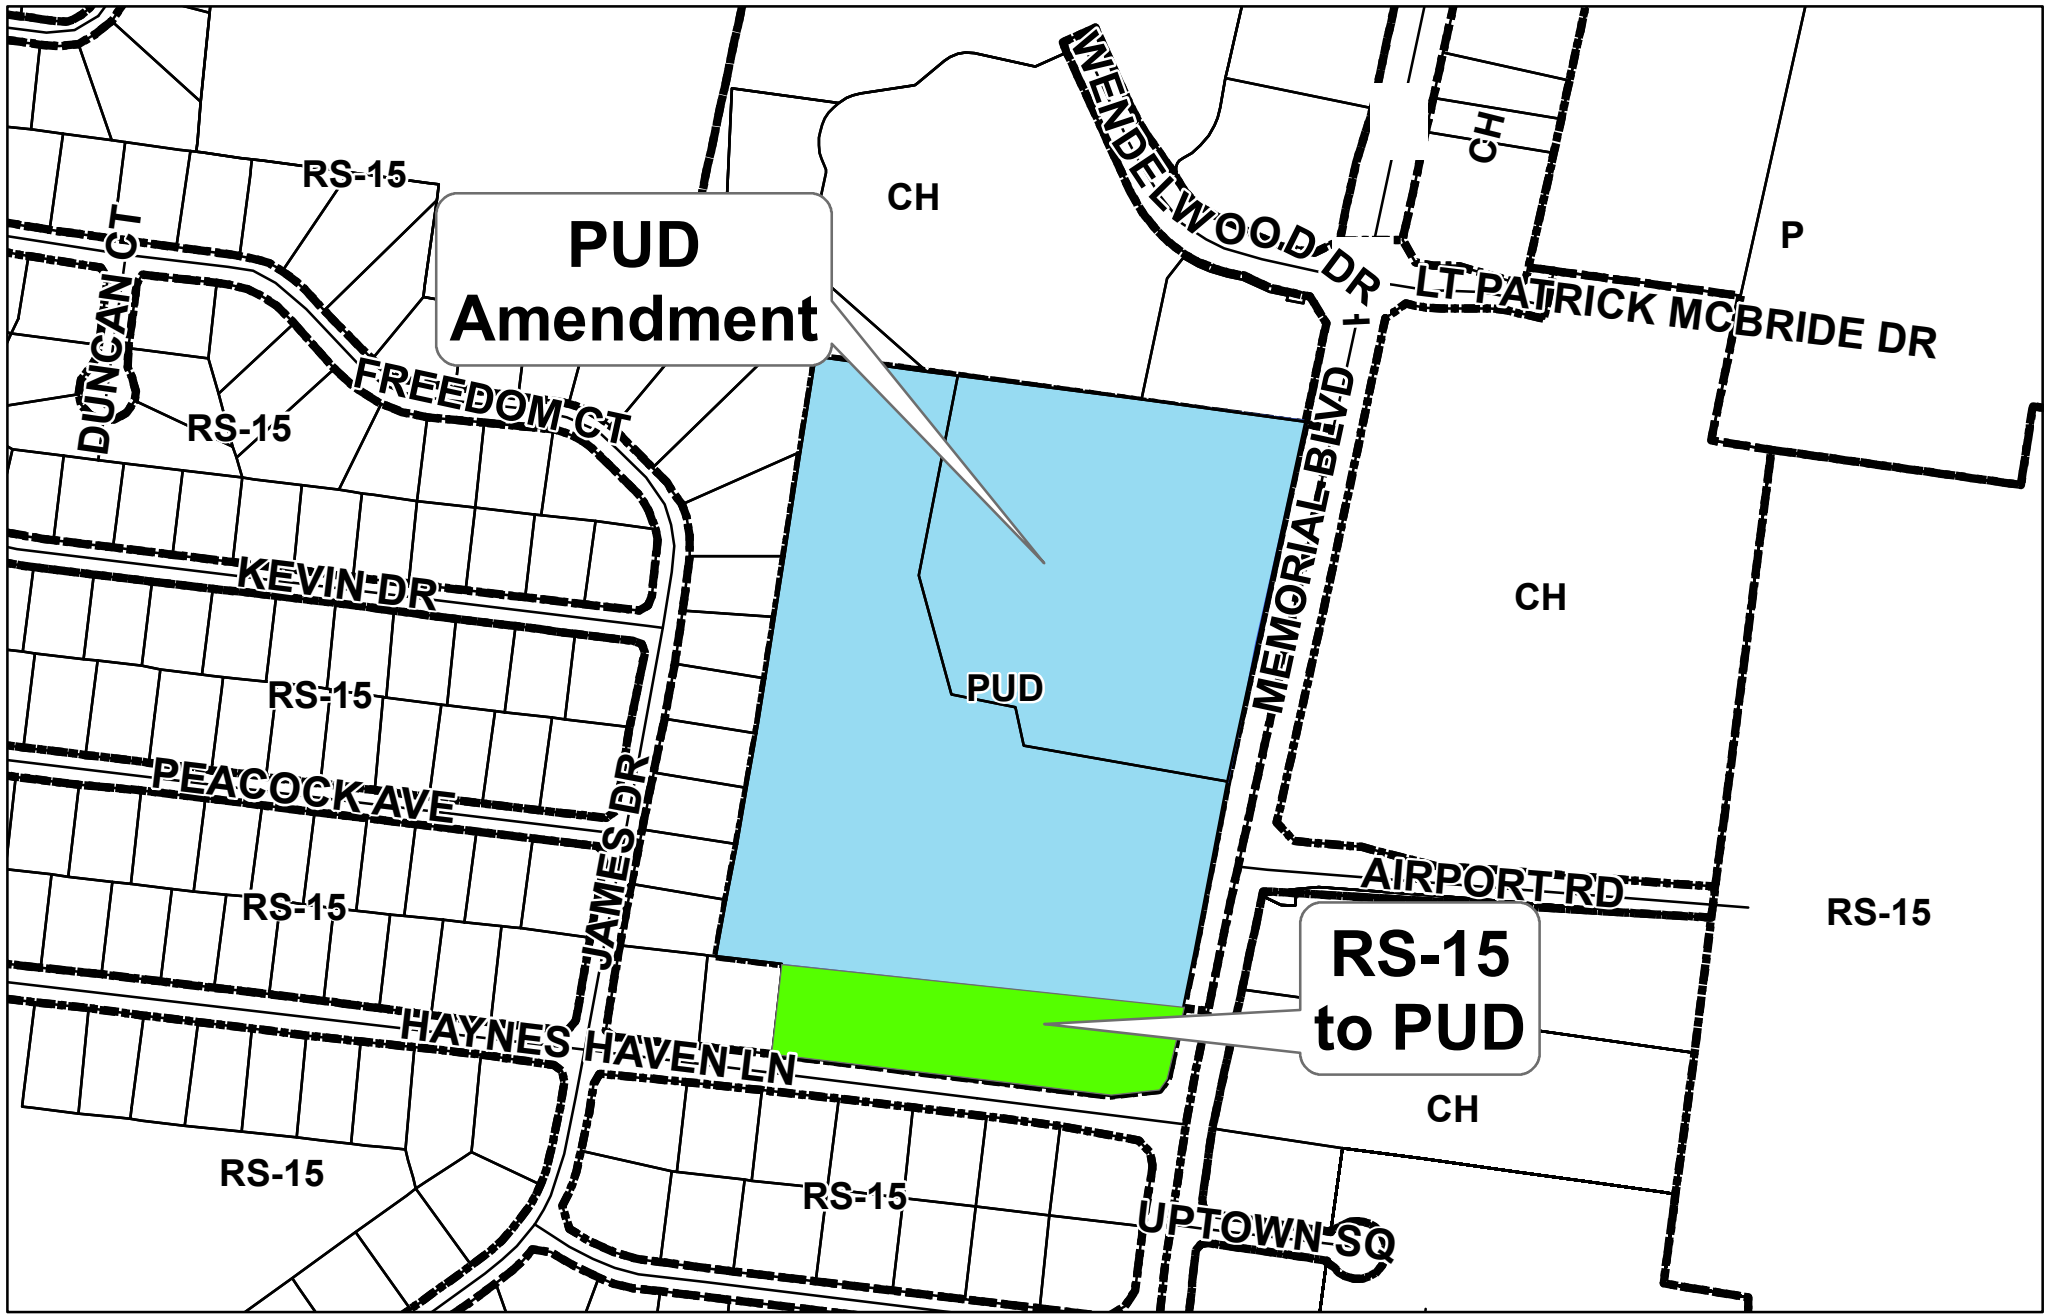 WENDELWOOD DR
CH
RS-15
CH
PUD
Amendment
P
DUNCAN CT
LT PATRICK MCBRIDE DR
FREEDOM CT
RS-15
MEMORIAL BLVD
KEVIN DR
CH
RS-15
PUD
PEACOCK AVE
JAMES DR
AIRPORT RD
RS-15
RS-15
RS-15
to PUD
HAYNES HAVEN LN
CH
RS-15
RS-15
UPTOWN SQ